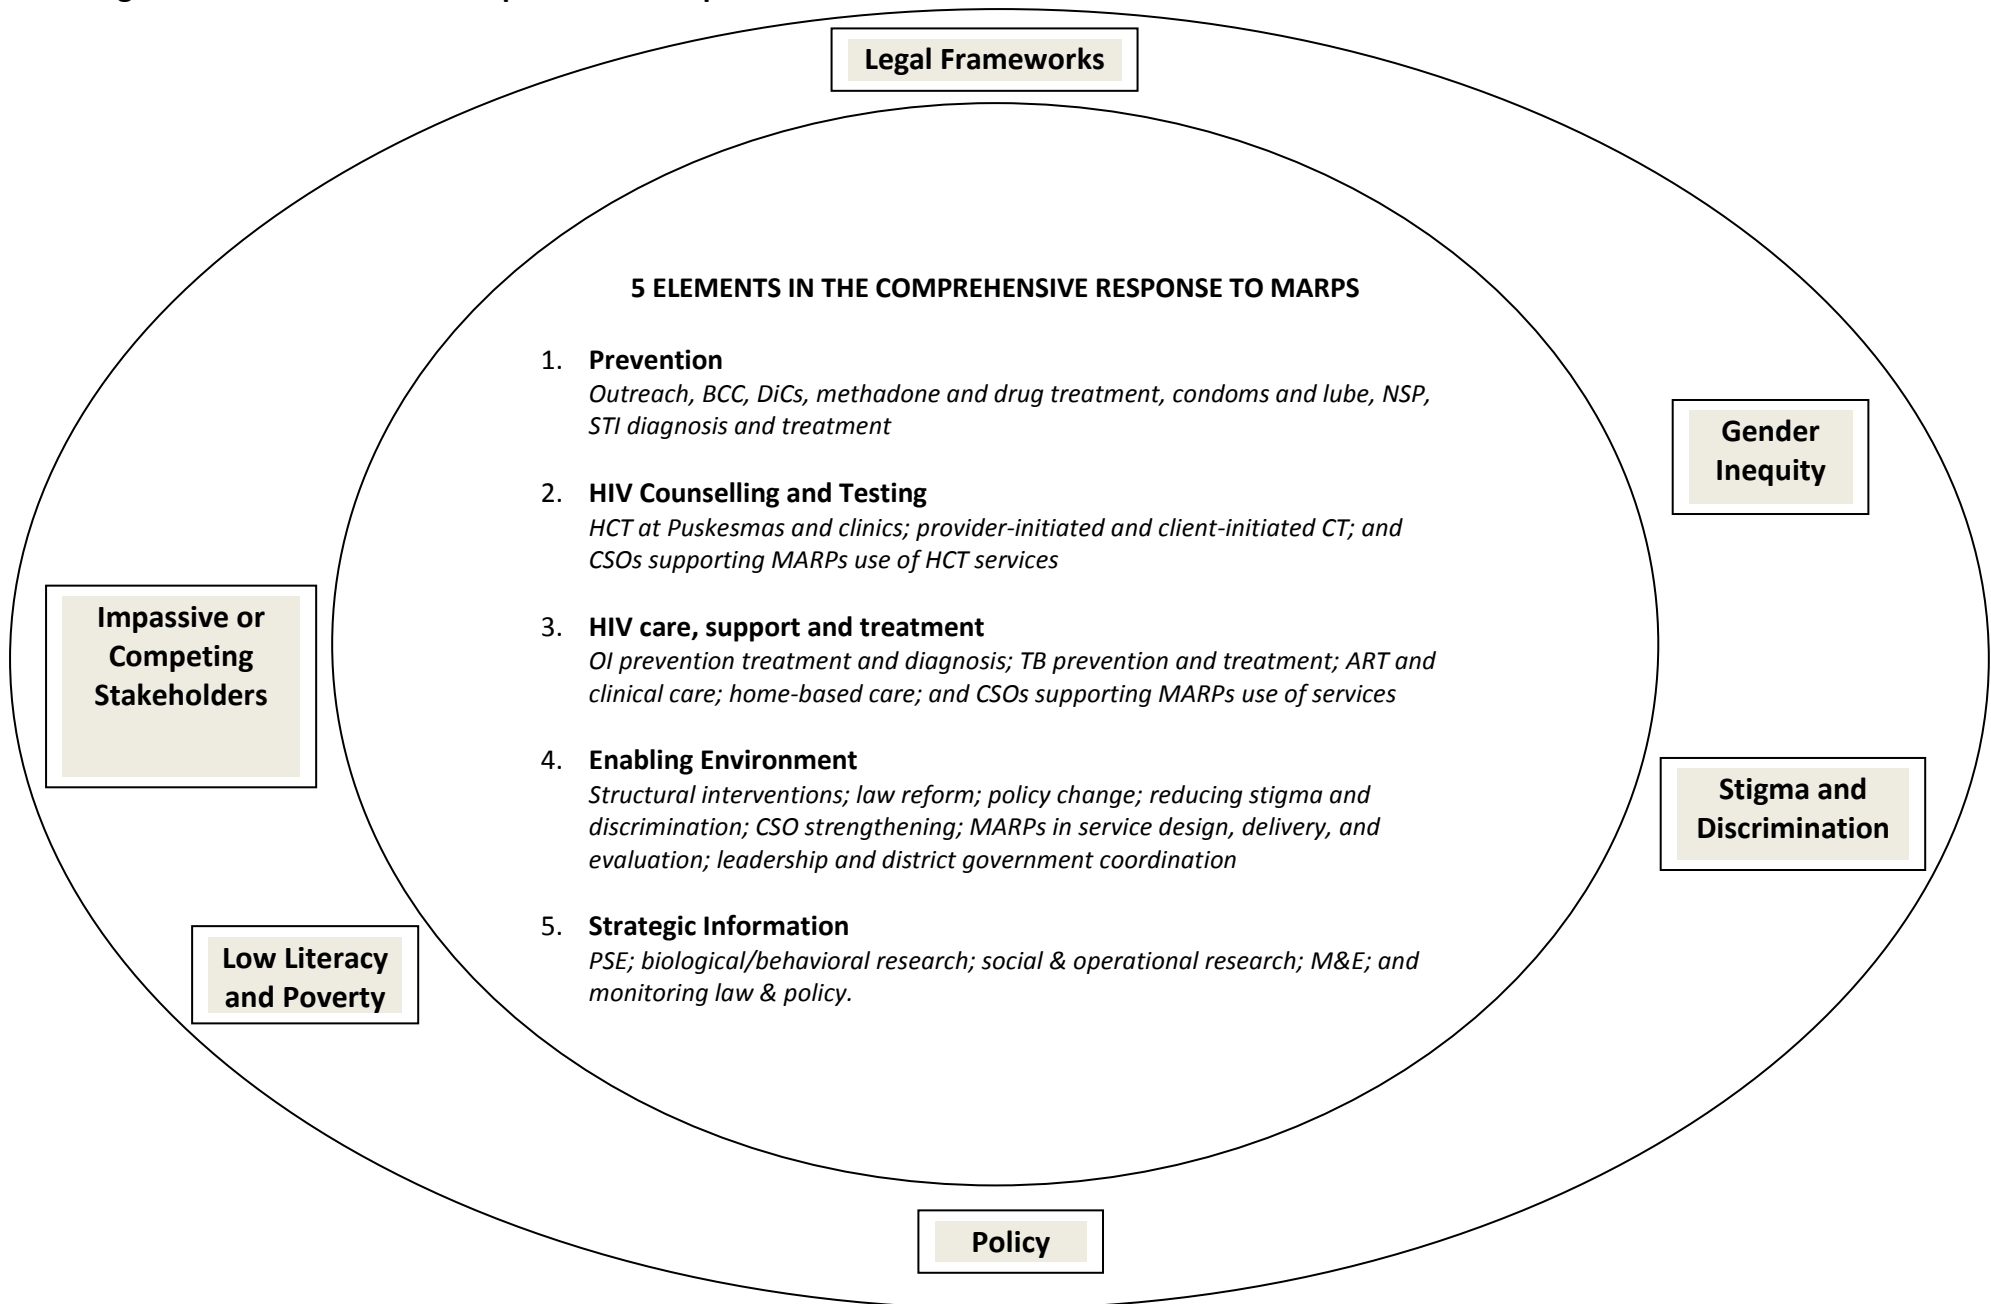 Legal Frameworks
5 ELEMENTS IN THE COMPREHENSIVE RESPONSE TO MARPS
1. Prevention
Outreach, BCC, DiCs, methadone and drug treatment, condoms and lube, NSP,
STI diagnosis and treatment
2. HIV Counselling and Testing
HCT at Puskesmas and clinics; provider-initiated and client-initiated CT; and
CSOs supporting MARPs use of HCT services
3. HIV care, support and treatment
OI prevention treatment and diagnosis; TB prevention and treatment; ART and
clinical care; home-based care; and CSOs supporting MARPs use of services
4. Enabling Environment
Structural interventions; law reform; policy change; reducing stigma and
discrimination; CSO strengthening; MARPs in service design, delivery, and
evaluation; leadership and district government coordination
5. Strategic Information
PSE; biological/behavioral research; social & operational research; M&E; and
monitoring law & policy.
Gender
Inequity
Impassive or
Competing
Stakeholders
Stigma and
Discrimination
Low Literacy
and Poverty
Policy